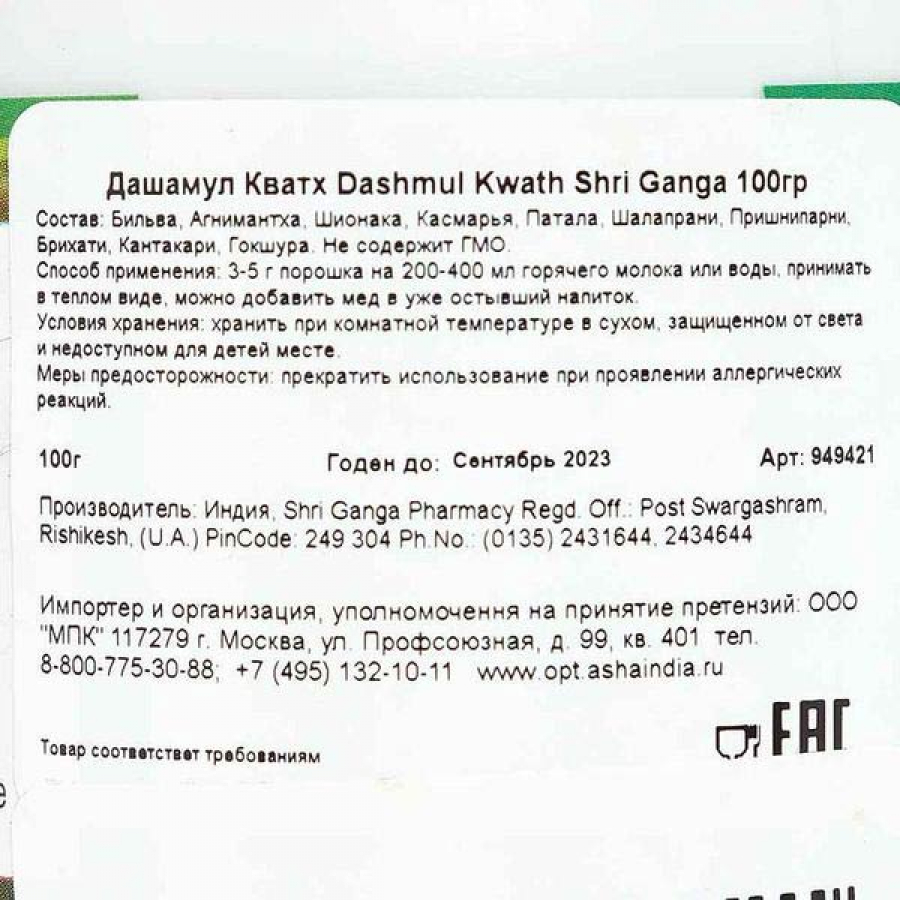 Дашамул Кватх Dashmul Kwath Shri Ganga 100гр
Состав: Бильва, Агнимантха, Шионака, Касмарья, Патала, Шалапрани, Пришнипарни,
Брихати, Кантакари, Гокшура. Не содержит ГМО.
Способ применения: 3-5 г порошка на 200-400 мл горячего молока или воды, принимать
в теплом виде, можно добавить мед в уже остывший напиток.
Условия хранения: хранить при комнатной температуре в сухом, защищенном от света
и недоступном для детей месте.
Меры предосторожности: прекратить использование при проявлении аллергических
реакций.
100г Годен до: Сентябрь 2023 Арт: 949421
Производитель: Индия, Shri Ganga Pharmacy Regd. Off.: Post Swargashram,
Rishikesh, (U.A.) PinCode: 249 304 Ph.No.: (0135) 2431644, 2434644
Импортер и организация, уполномочення на принятие претензий: ООО
"МПК" 117279 г. Москва, ул. Профсоюзная, д. 99, кв. 401 тел.
8-800-775-30-88; +7 (495) 132-10-11 www.opt.ashaindia.ru
Товар соответствует требованиям
EAC